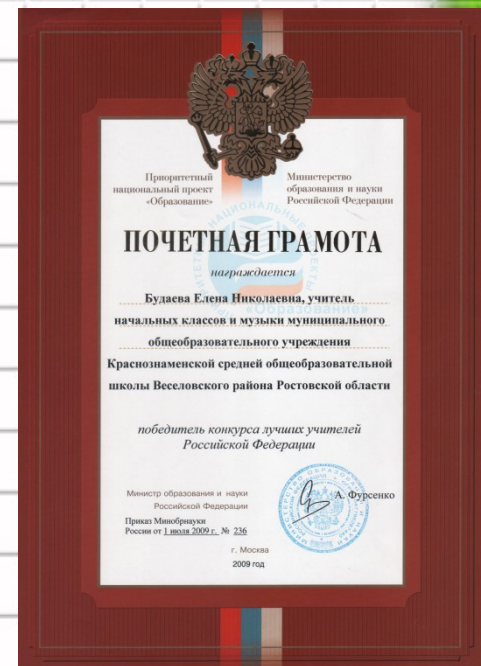 Приоритетный
национальный проект
«Образование»
Министерство
образования и науки
Российской Федерации
ПОЧЕТНАЯ ГРАМОТА
награждается
Будаева Елена Николаевна, учитель
«Образование»
начальных классов и музыки муниципального
общеобразовательного учреждения
Краснознаменской средней общеобразовательной
школы Веселовского района Ростовской области
победитель конкурса лучших учителей
Российской Федерации
Министр образования и науки
Российской Федерации
А. Фурсенко
Приказ Минобрнауки
России от 1 июля 2009 г. № 236
г. Москва
2009 год